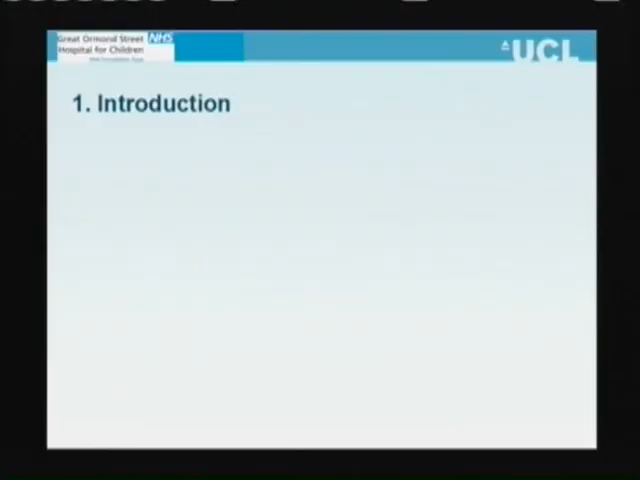 Great Ormond Street NHS
Hospital for Children
UCL
1. Introduction